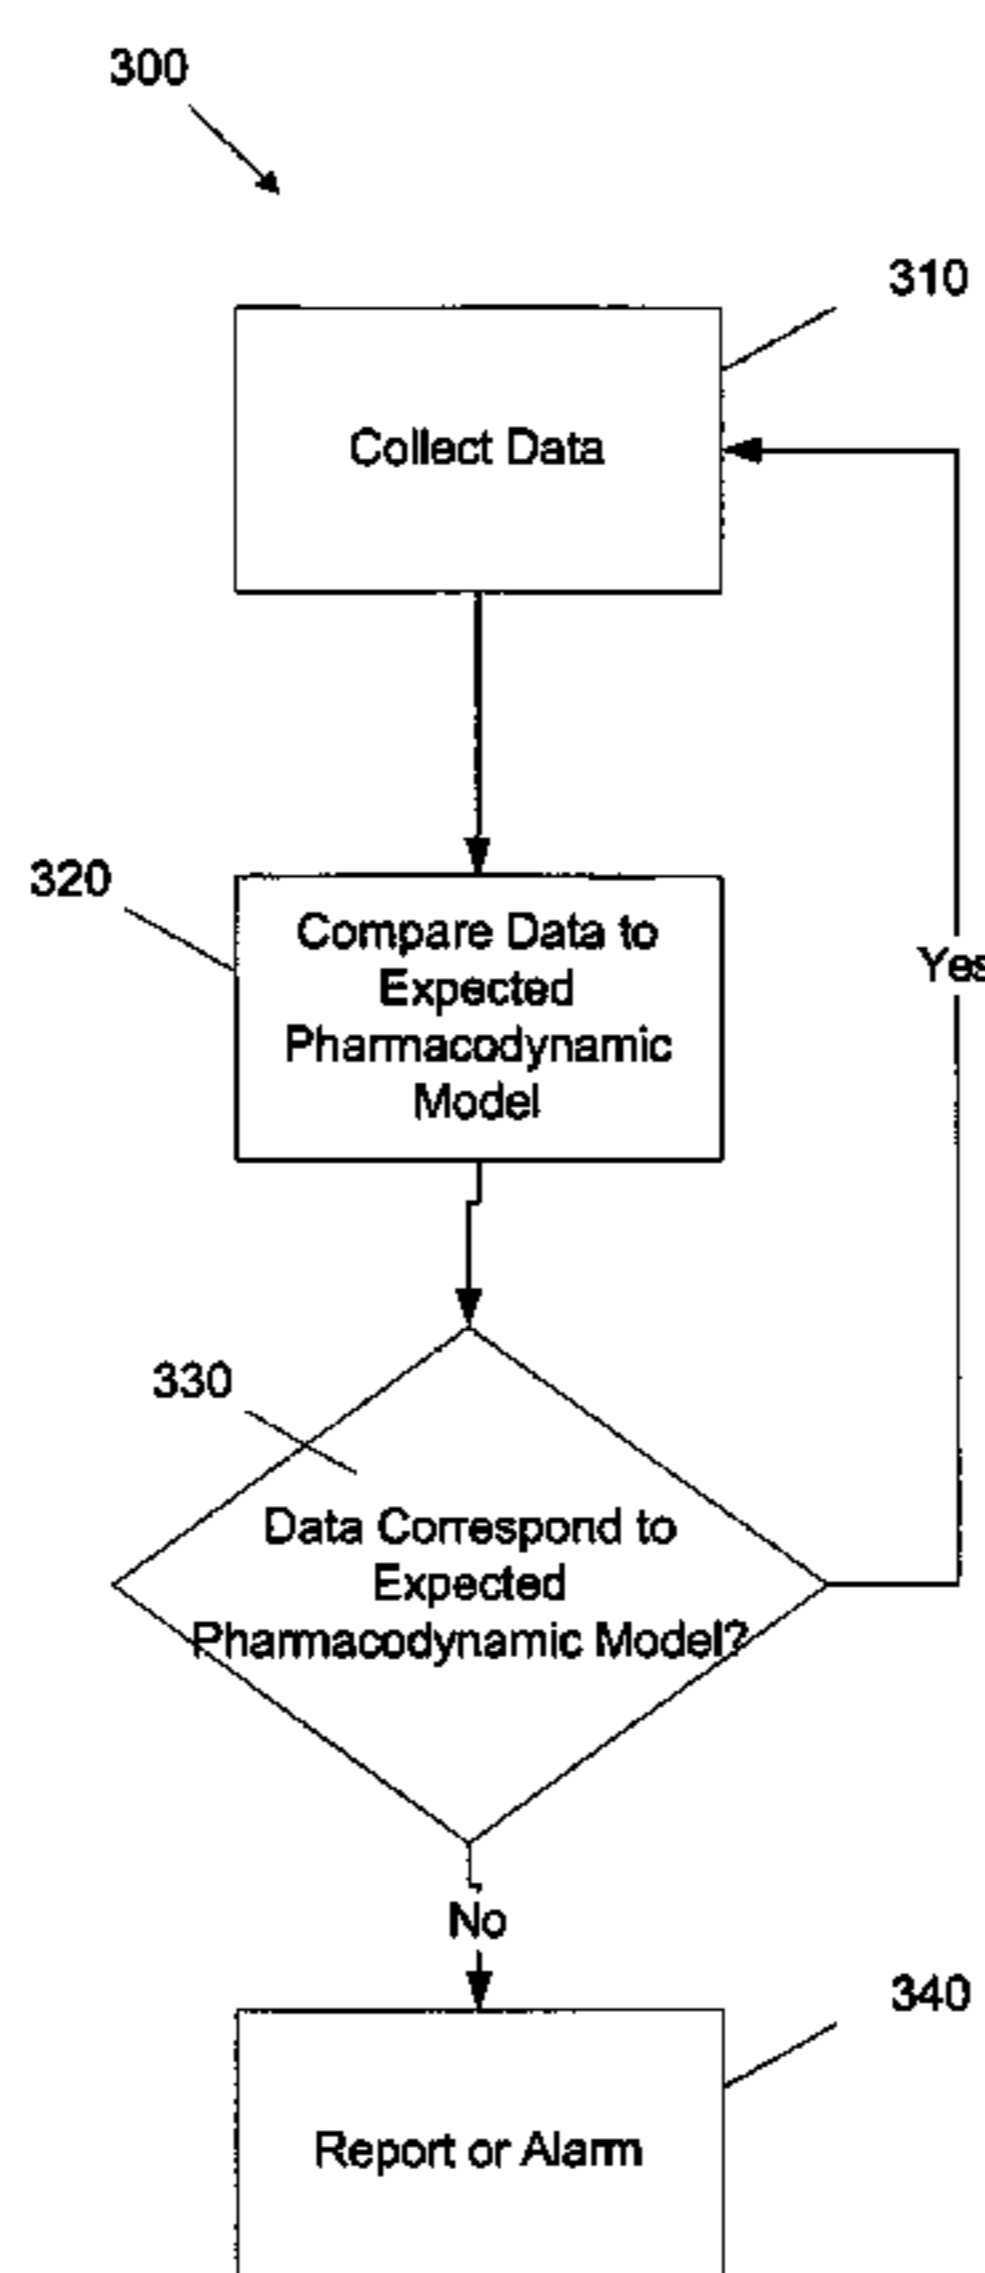 300
310
Collect Data
320
Compare Data to
Expected
Pharmacodynamic
Model
Yes
330
Data Correspond to
Expected
Pharmacodynamic Model?
No
340
Report or Alarm